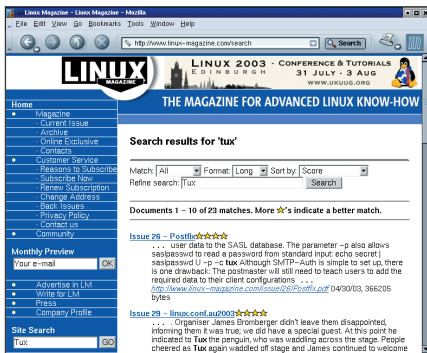 Linux Magazine - Linux Magazine - Mozilla
File Edit View Go Bookmarks Tools Window Help
http://www.linux-magazine.com/search
Search
LINUX
MAGAZINE
LINUX 2003 - CONFERENCE & TUTORIALS
EDINBURGH 31 JULY - 3 AUG
WWW.UKUUG.ORG
THE MAGAZINE FOR ADVANCED LINUX KNOW-HOW
Home
Magazine
- Current Issue
- Archive
- Online Exclusive
- Contacts
Customer Service
- Reasons to Subscribe
- Subscribe Now
- Renew Subscription
- Change Address
- Back Issues
- Privacy Policy
- Contact us
Community
Monthly Preview
Your e-mail OK
Advertise in LM
Write for LM
Press
Company Profile
Site Search
Tux GO
Search results for 'tux'
Match: All Format: Long Sort by: Score
Refine search: Tux Search
Documents 1 - 10 of 23 matches. More ☆'s indicate a better match.
Issue 26 - Postfix☆☆☆☆
. . . user data to the SASL database. The parameter -p also allows
saslpasswd to read a password from standard input: echo secret |
saslpasswd U -p -c tux Although SMTP-Auth is simple to set up, there
is one drawback: The postmaster will still need to teach users to add the
required data to their client configurations . . .
http://www.linux-magazine.com/issue/26/Postfix.pdf 04/30/03, 366205
bytes
Issue 29 - linux.conf.au2003☆☆☆☆
. . . Organiser James Bromberger didn't have them disappointed,
informing them it was true; we did have a special guest. At this point he
indicated to Tux the penguin, who was waddling across the stage. People
cheered as Tux again waddled off stage and James continued to welcome